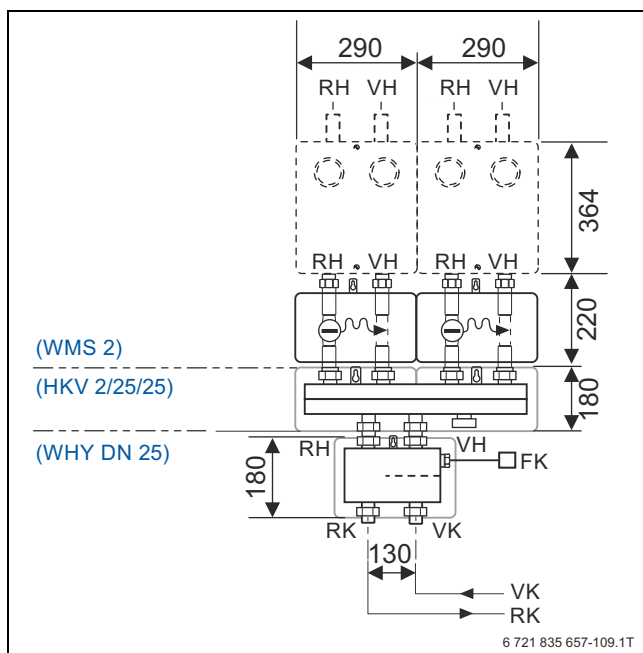 290 290
RH VH RH VH
364
RH VH RH VH
220
(WMS 2)
(HKV 2/25/25)
180
(WHY DN 25)
RH VH
FK
180
RK VK
130
VK
RK
6 721 835 657-109.1T